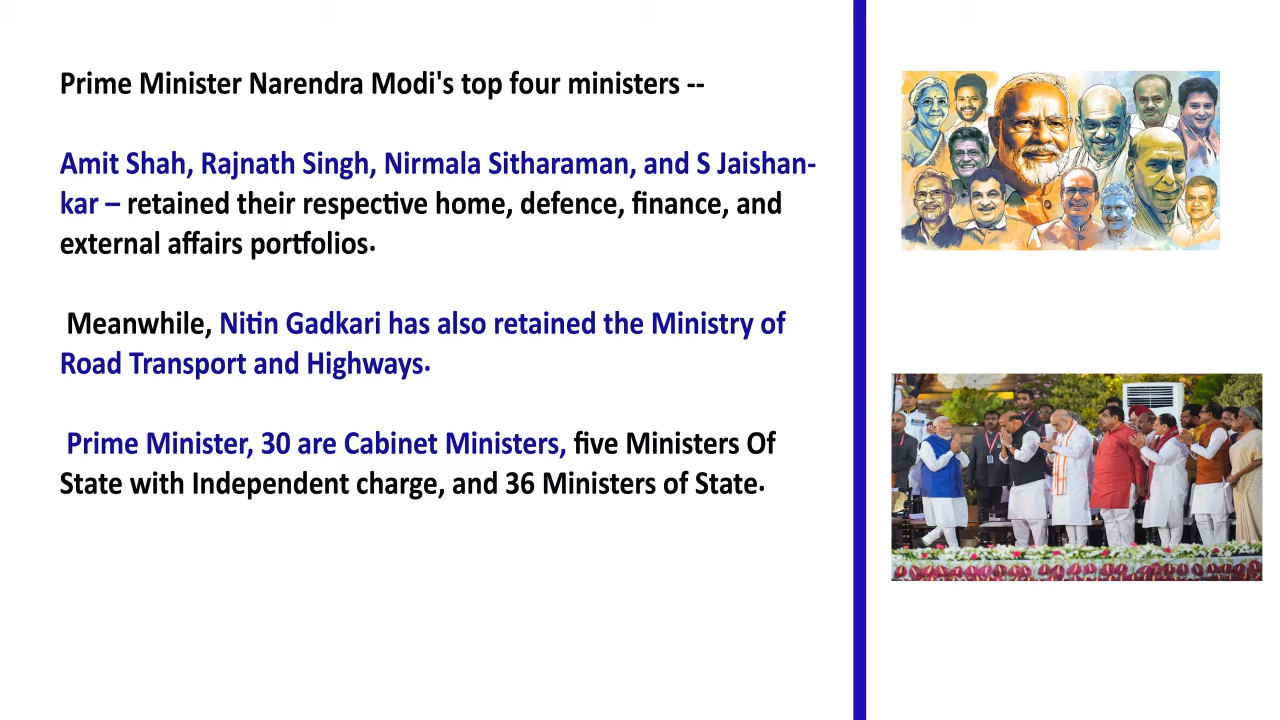 Prime Minister Narendra Modi's top four ministers --
Amit Shah, Rajnath Singh, Nirmala Sitharaman, and S Jaishan-
kar – retained their respective home, defence, finance, and
external affairs portfolios.
Meanwhile, Nitin Gadkari has also retained the Ministry of
Road Transport and Highways.
Prime Minister, 30 are Cabinet Ministers, five Ministers Of
State with Independent charge, and 36 Ministers of State.